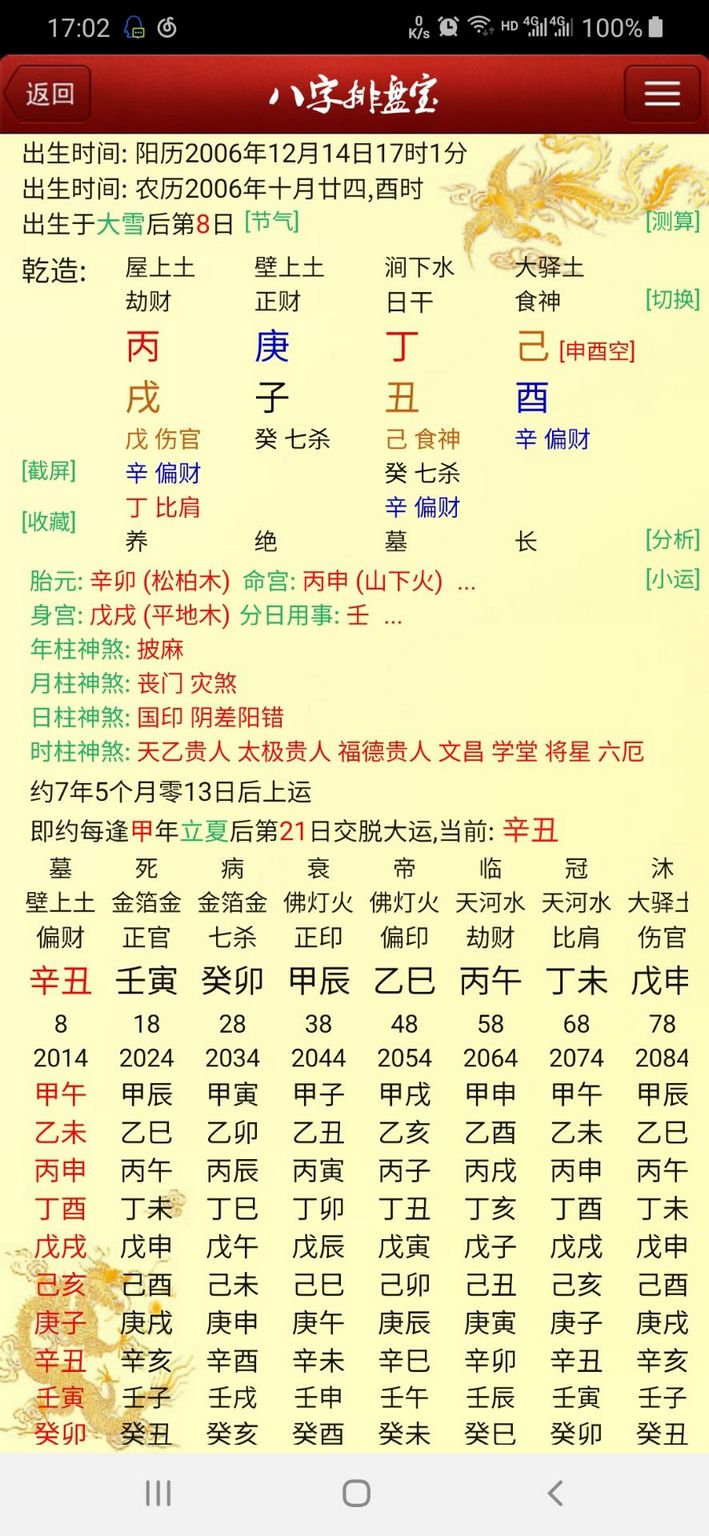 17:02 0 K/s HD 4G 4G 100%
返回 八字排盘宝
出生时间: 阳历2006年12月14日17时1分
出生时间: 农历2006年十月廿四,酉时
出生于大雪后第8日 [节气] [测算]
乾造: 屋上土 壁上土 涧下水 大驿土
劫财 正财 日干 食神 [切换]
丙 庚 丁 己 [申酉空]
戌 子 丑 酉
戊 伤官 癸 七杀 己 食神 辛 偏财
[截屏] 辛 偏财 癸 七杀
丁 比肩 辛 偏财
[收藏]
养 绝 墓 长 [分析]
胎元: 辛卯 (松柏木) 命宫: 丙申 (山下火) ... [小运]
身宫: 戊戌 (平地木) 分日用事: 壬 ...
年柱神煞: 披麻
月柱神煞: 丧门 灾煞
日柱神煞: 国印 阴差阳错
时柱神煞: 天乙贵人 太极贵人 福德贵人 文昌 学堂 将星 六厄
约7年5个月零13日后上运
即约每逢甲年立夏后第21日交脱大运,当前: 辛丑
墓 死 病 衰 帝 临 冠 沐
壁上土 金箔金 金箔金 佛灯火 佛灯火 天河水 天河水 大驿土
偏财 正官 七杀 正印 偏印 劫财 比肩 伤官
辛丑 壬寅 癸卯 甲辰 乙巳 丙午 丁未 戊申
8 18 28 38 48 58 68 78
2014 2024 2034 2044 2054 2064 2074 2084
甲午 甲辰 甲寅 甲子 甲戌 甲申 甲午 甲辰
乙未 乙巳 乙卯 乙丑 乙亥 乙酉 乙未 乙巳
丙申 丙午 丙辰 丙寅 丙子 丙戌 丙申 丙午
丁酉 丁未 丁巳 丁卯 丁丑 丁亥 丁酉 丁未
戊戌 戊申 戊午 戊辰 戊寅 戊子 戊戌 戊申
己亥 己酉 己未 己巳 己卯 己丑 己亥 己酉
庚子 庚戌 庚申 庚午 庚辰 庚寅 庚子 庚戌
辛丑 辛亥 辛酉 辛未 辛巳 辛卯 辛丑 辛亥
壬寅 壬子 壬戌 壬申 壬午 壬辰 壬寅 壬子
癸卯 癸丑 癸亥 癸酉 癸未 癸巳 癸卯 癸丑